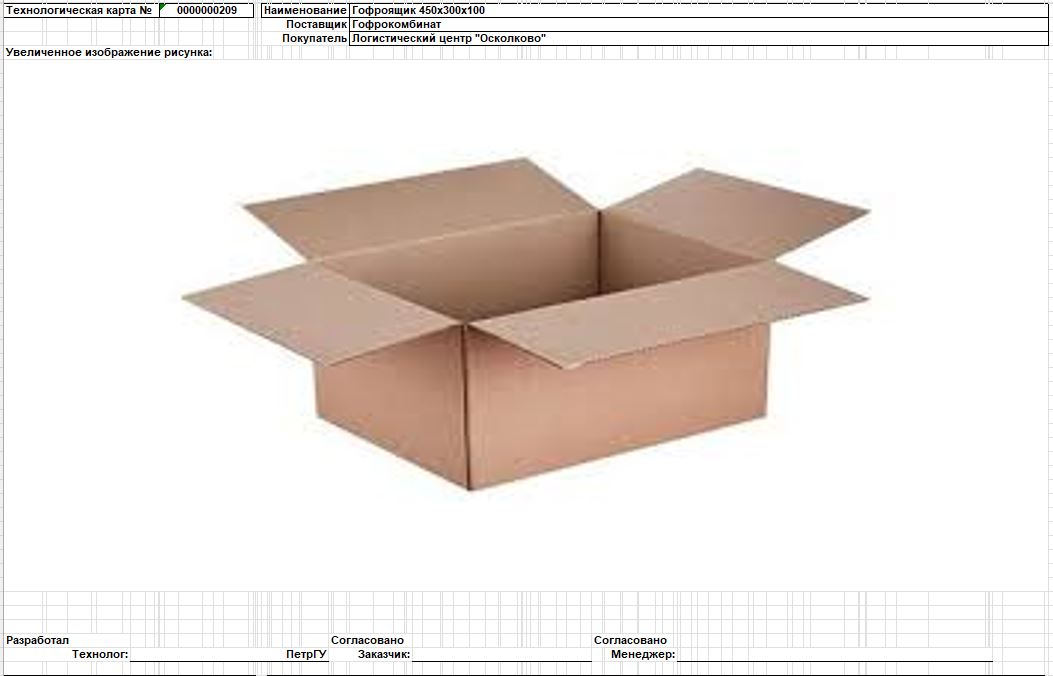 Технологическая карта № 0000000209 Наименование Гофроящик 450х300х100
Поставщик Гофрокомбинат
Покупатель Логистический центр "Осколково"
Увеличенное изображение рисунка:
Разработал Согласовано Согласовано
Технолог: ПетрГУ Заказчик: Менеджер: